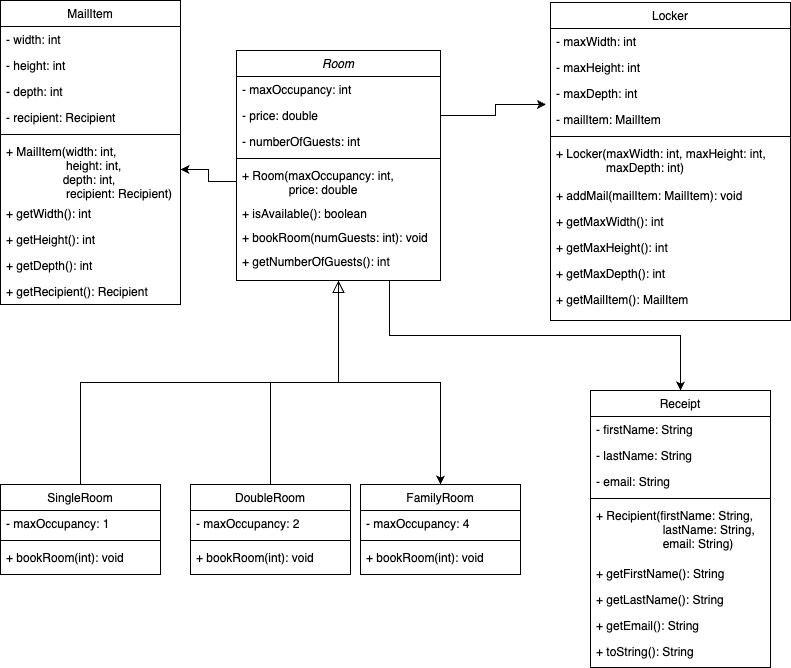 MailItem
- width: int
- height: int
- depth: int
- recipient: Recipient
+ MailItem(width: int,
height: int,
depth: int,
recipient: Recipient)
+ getWidth(): int
+ getHeight(): int
+ getDepth(): int
+ getRecipient(): Recipient
Room
- maxOccupancy: int
- price: double
- numberOfGuests: int
+ Room(maxOccupancy: int,
price: double
+ isAvailable(): boolean
+ bookRoom(numGuests: int): void
+ getNumberOfGuests(): int
Locker
- maxWidth: int
- maxHeight: int
- maxDepth: int
- mailItem: MailItem
+ Locker(maxWidth: int, maxHeight: int,
maxDepth: int)
+ addMail(mailItem: MailItem): void
+ getMaxWidth(): int
+ getMaxHeight(): int
+ getMaxDepth(): int
+ getMailItem(): MailItem
SingleRoom
- maxOccupancy: 1
+ bookRoom(int): void
DoubleRoom
- maxOccupancy: 2
+ bookRoom(int): void
FamilyRoom
- maxOccupancy: 4
+ bookRoom(int): void
Receipt
- firstName: String
- lastName: String
- email: String
+ Recipient(firstName: String,
lastName: String,
email: String)
+ getFirstName(): String
+ getLastName(): String
+ getEmail(): String
+ toString(): String